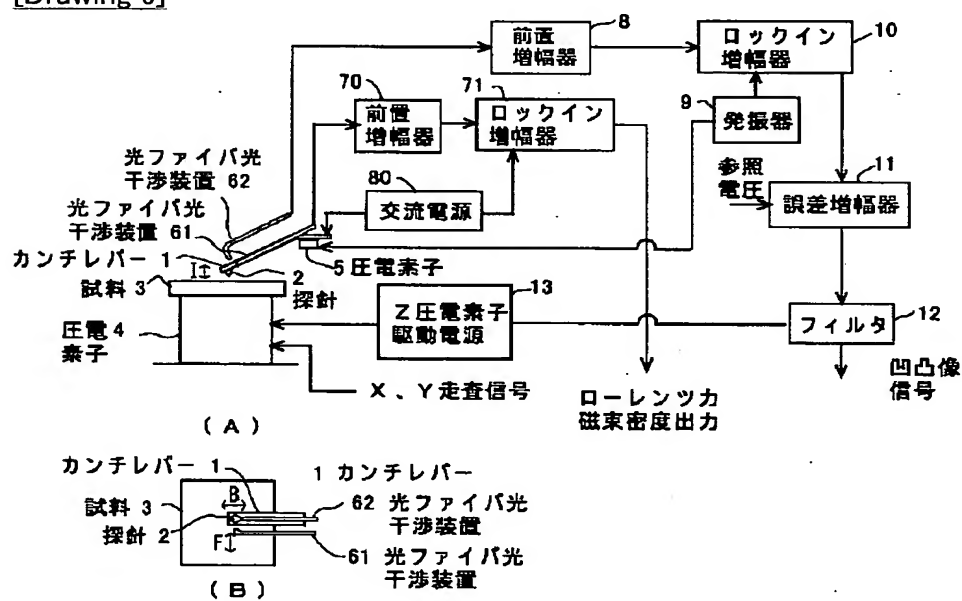 8
前置
増幅器
ロックイン
増幅器
10
70
前置
増幅器
71
ロックイン
増幅器
9
発振器
光ファイバ光
干渉装置 62
光ファイバ光
干渉装置 61
80
交流電源
参照
電圧
11
誤差増幅器
カンチレバー 1
I
2
探針
5 圧電素子
試料 3
圧電 4
素子
13
Z圧電素子
駆動電源
フィルタ
12
X、Y走査信号
ローレンツ力
磁束密度出力
凹凸像
信号
(A)
カンチレバー 1
1 カンチレバー
試料 3
B
62 光ファイバ光
干渉装置
探針 2
F
61 光ファイバ光
干渉装置
(B)